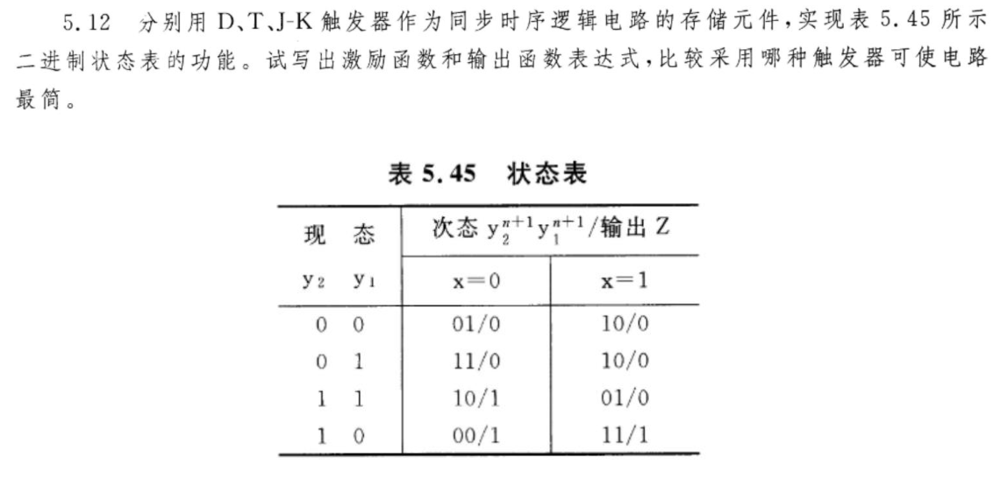 5.12 分别用 D、T、J-K 触发器作为同步时序逻辑电路的存储元件,实现表 5.45 所示
二进制状态表的功能。试写出激励函数和输出函数表达式,比较采用哪种触发器可使电路
最简。
表 5.45 状态表
现 态 次态 y₂ⁿ⁺¹y₁ⁿ⁺¹/输出 Z
y₂ y₁ x=0 x=1
0 0 01/0 10/0
0 1 11/0 10/0
1 1 10/1 01/0
1 0 00/1 11/1